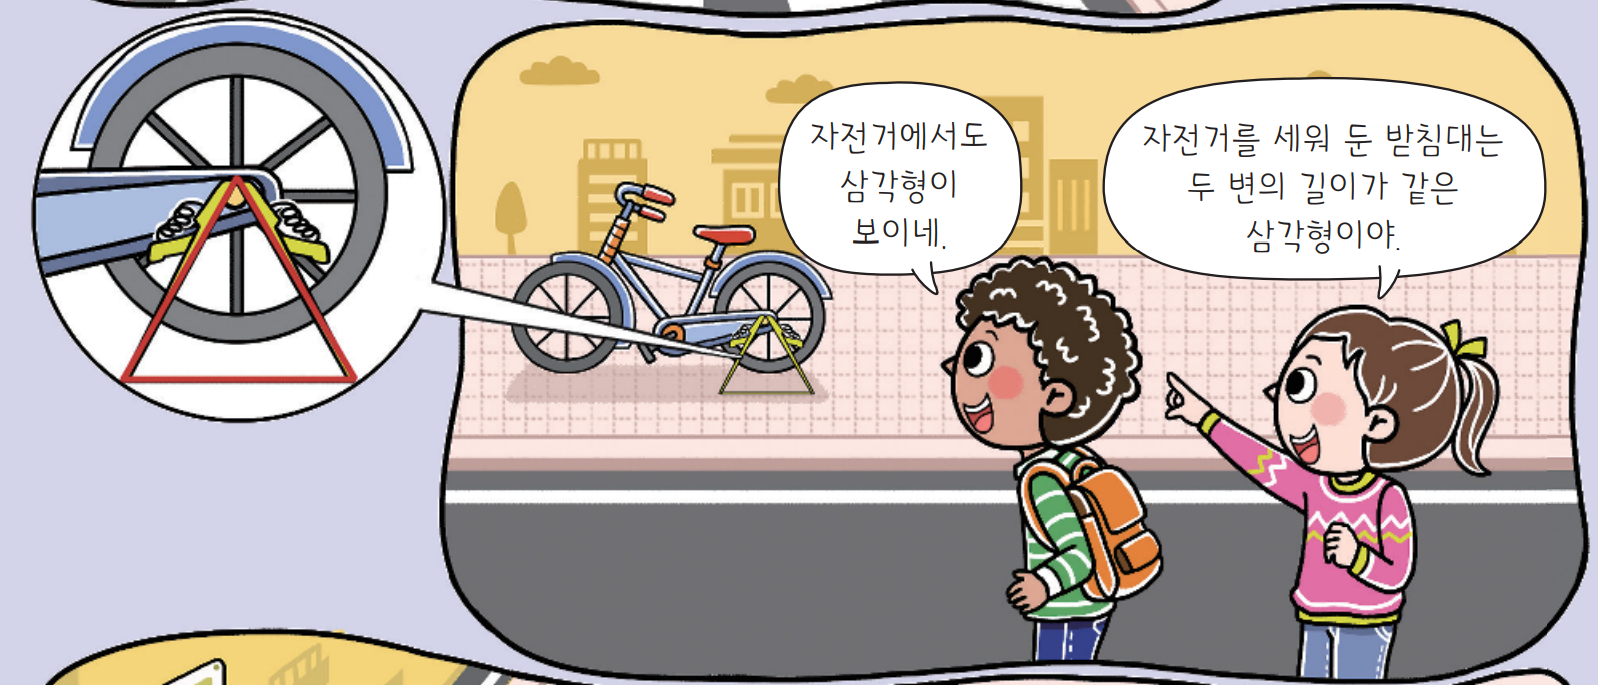 자전거에서도
삼각형이
보이네.
자전거를 세워 둔 받침대는
두 변의 길이가 같은
삼각형이야.